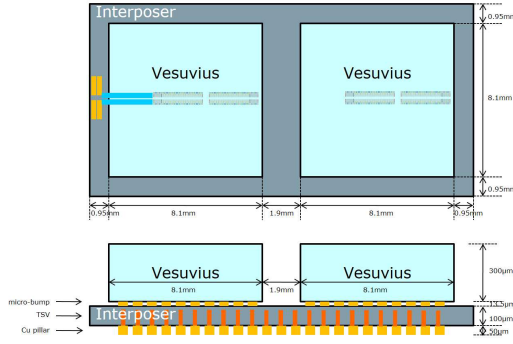 Interposer
0.95mm
Vesuvius
Vesuvius
8.1mm
0.95mm
0.95mm
8.1mm
1.9mm
8.1mm
0.95mm
Vesuvius
Vesuvius
300µm
8.1mm
1.9mm
8.1mm
micro-bump
13.5µm
TSV
Interposer
100µm
Cu pillar
50µm